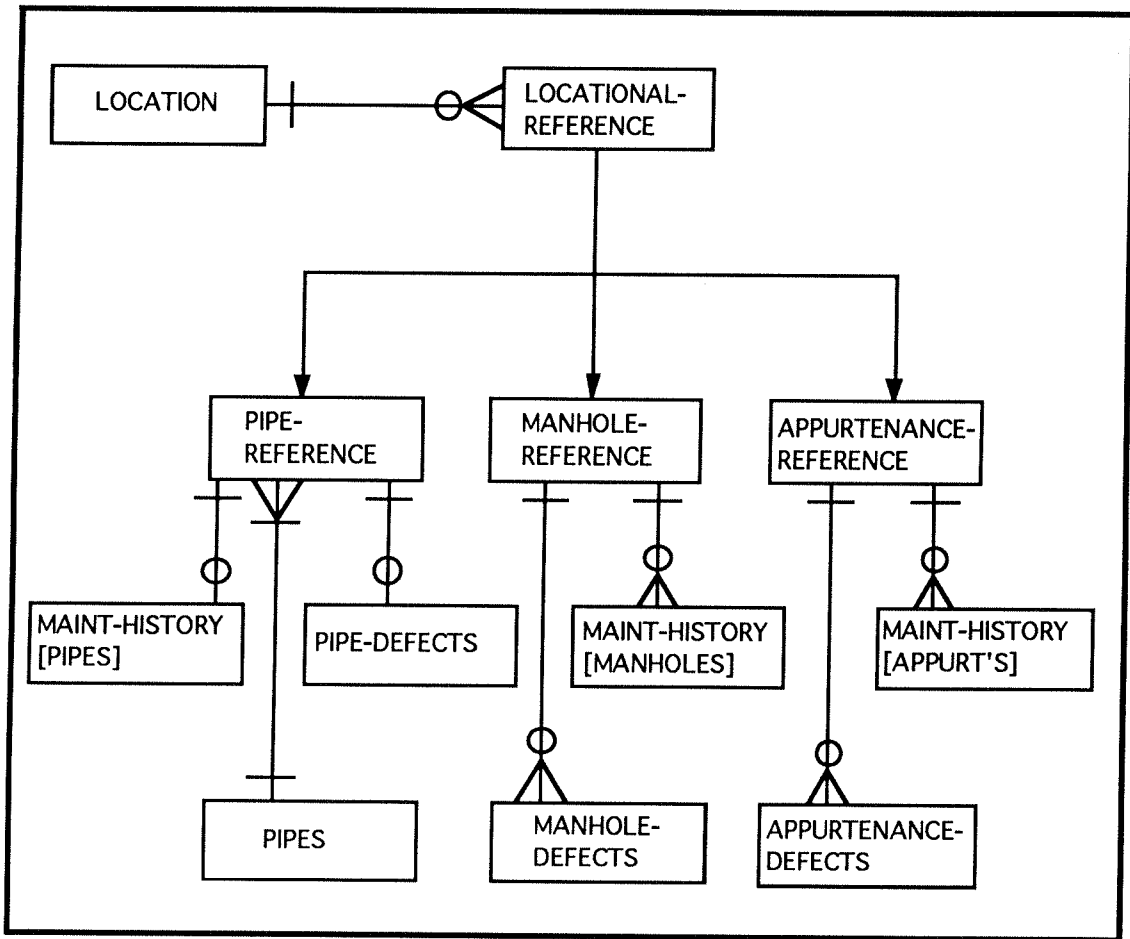 LOCATION
LOCATIONAL-
REFERENCE
PIPE-
REFERENCE
MANHOLE-
REFERENCE
APPURTENANCE-
REFERENCE
MAINT-HISTORY
[PIPES]
PIPE-DEFECTS
MAINT-HISTORY
[MANHOLES]
MAINT-HISTORY
[APPURT'S]
PIPES
MANHOLE-
DEFECTS
APPURTENANCE-
DEFECTS